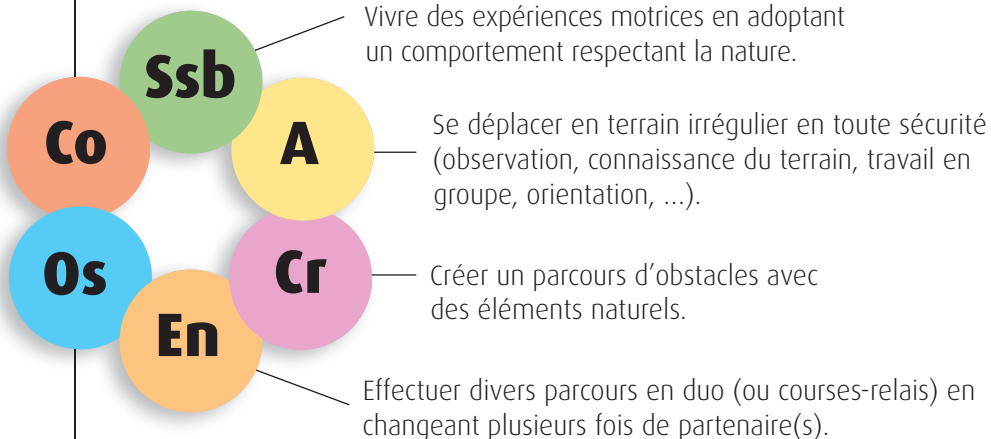 Vivre des expériences motrices en adoptant
un comportement respectant la nature.
Ssb
Co
A
Se déplacer en terrain irrégulier en toute sécurité
(observation, connaissance du terrain, travail en
groupe, orientation, ...).
Os
Cr
Créer un parcours d’obstacles avec
des éléments naturels.
En
Effectuer divers parcours en duo (ou courses-relais) en
changeant plusieurs fois de partenaire(s).